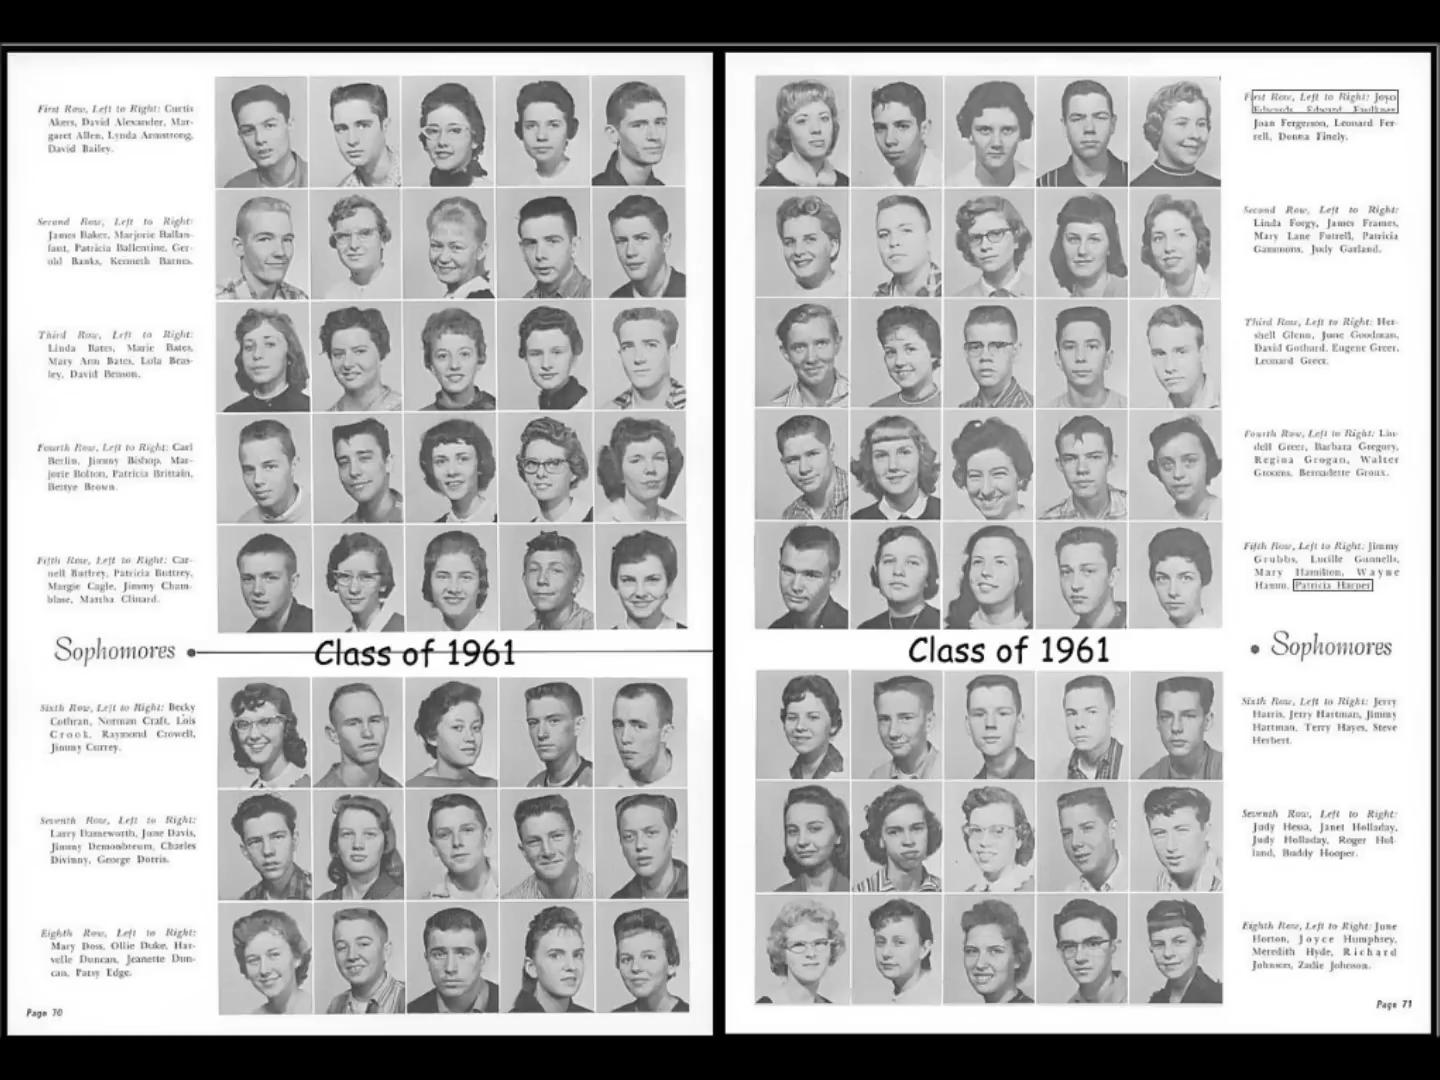 First Row, Left to Right: Curtis
Akers, David Alexander, Mar-
garet Allen, Lynda Armstrong,
David Bailey.
Second Row, Left to Right:
James Baker, Marjorie Ballan-
fant, Patricia Ballentine, Ger-
old Banks, Kenneth Barnes.
Third Row, Left to Right:
Linda Bates, Marie Bates,
Mary Ann Bates, Lola Beas-
ley, David Benson.
Fourth Row, Left to Right: Carl
Berlin, Jimmy Bishop, Mar-
jorie Bolton, Patricia Brittain,
Bettye Brown.
Fifth Row, Left to Right: Car-
nell Buttrey, Patricia Buttrey,
Margie Cagle, Jimmy Cham-
blase, Martha Clinard.
Sophomores
Class of 1961
Sixth Row, Left to Right: Becky
Cothran, Norman Craft, Lois
Crook, Raymond Crowell,
Jimmy Currey.
Seventh Row, Left to Right:
Larry Dameworth, June Davis,
Jimmy Demonbreum, Charles
Divinny, George Dorris.
Eighth Row, Left to Right:
Mary Doss, Ollie Duke, Har-
velle Duncan, Jeanette Dun-
can, Patsy Edge.
Page 70
First Row, Left to Right: Joyo
Edwards, Edward Faulkner,
Joan Fergerson, Leonard Fer-
rell, Donna Finely.
Second Row, Left to Right:
Linda Forgy, James Frames,
Mary Lane Futrell, Patricia
Gammons, Judy Garland.
Third Row, Left to Right: Her-
shell Glenn, June Goodman,
David Gothard, Eugene Greer,
Leonard Greer.
Fourth Row, Left to Right: Lin-
dell Greer, Barbara Gregory,
Regina Grogan, Walter
Grooms, Bernadette Groux.
Fifth Row, Left to Right: Jimmy
Grubbs, Lucille Gunnells,
Mary Hamilton, Wayne
Hamm, Patricia Harper
Class of 1961
Sophomores
Sixth Row, Left to Right: Jerry
Harris, Jerry Hartman, Jimmy
Hartman, Terry Hayes, Steve
Herbert.
Seventh Row, Left to Right:
Judy Hessa, Janet Holladay,
Judy Holladay, Roger Hol-
land, Buddy Hooper.
Eighth Row, Left to Right: June
Horton, Joyce Humphrey,
Meredith Hyde, Richard
Johnson, Zadie Johnson.
Page 71